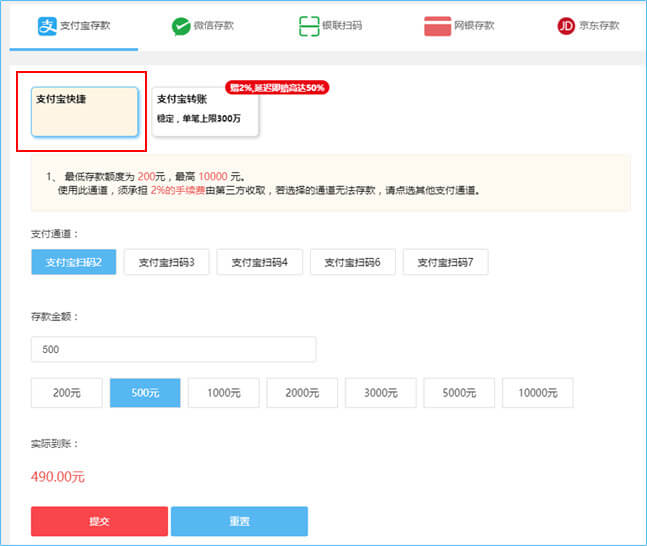 支付宝存款 微信存款 银联扫码 网银存款 JD 京东存款
赠2%,延迟即赔高达50%
支付宝快捷 支付宝转账
稳定，单笔上限300万
1、 最低存款额度为 200元，最高 10000 元。
使用此通道，须承担 2%的手续费由第三方收取，若选择的通道无法存款，请点选其他支付通道。
支付通道：
支付宝扫码2 支付宝扫码3 支付宝扫码4 支付宝扫码6 支付宝扫码7
存款金额：
500
200元 500元 1000元 2000元 3000元 5000元 10000元
实际到账：
490.00元
提交 重置